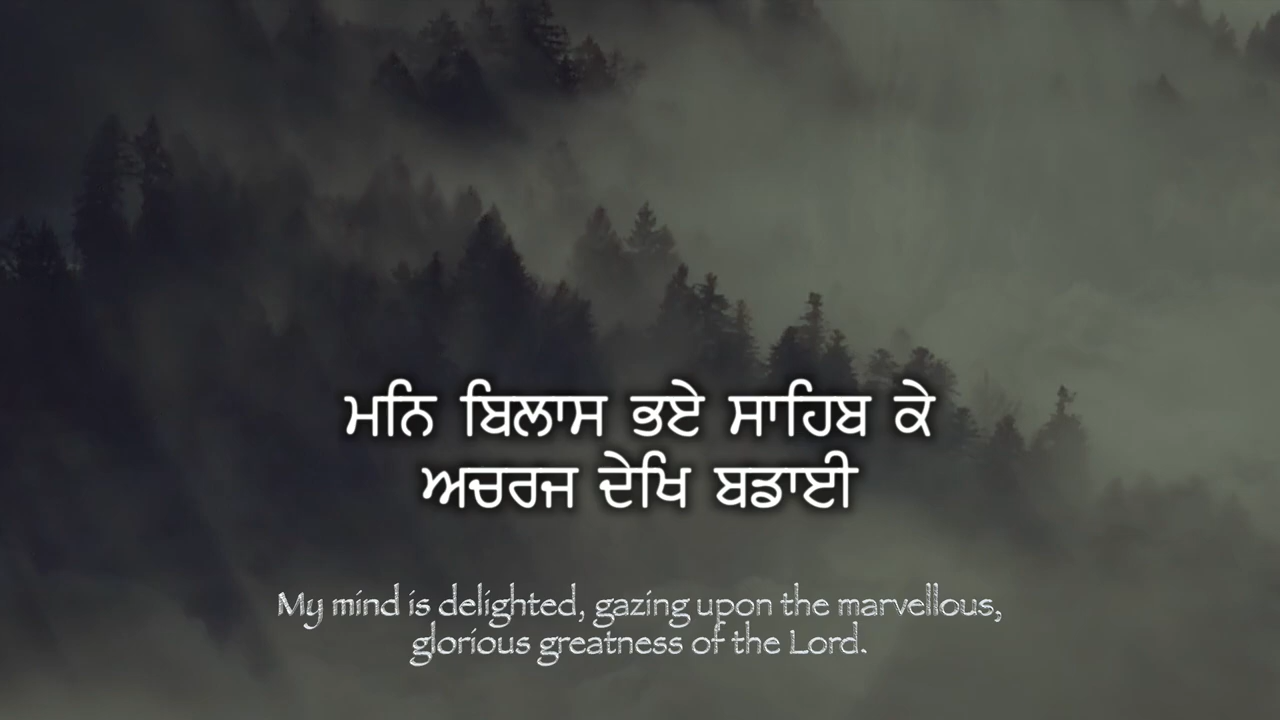 ਮਨਿ ਬਿਲਾਸ ਭਏ ਸਾਹਿਬ ਕੇ
ਅਚਰਜ ਦੇਖਿ ਬਡਾਈ
My mind is delighted, gazing upon the marvellous,
glorious greatness of the Lord.